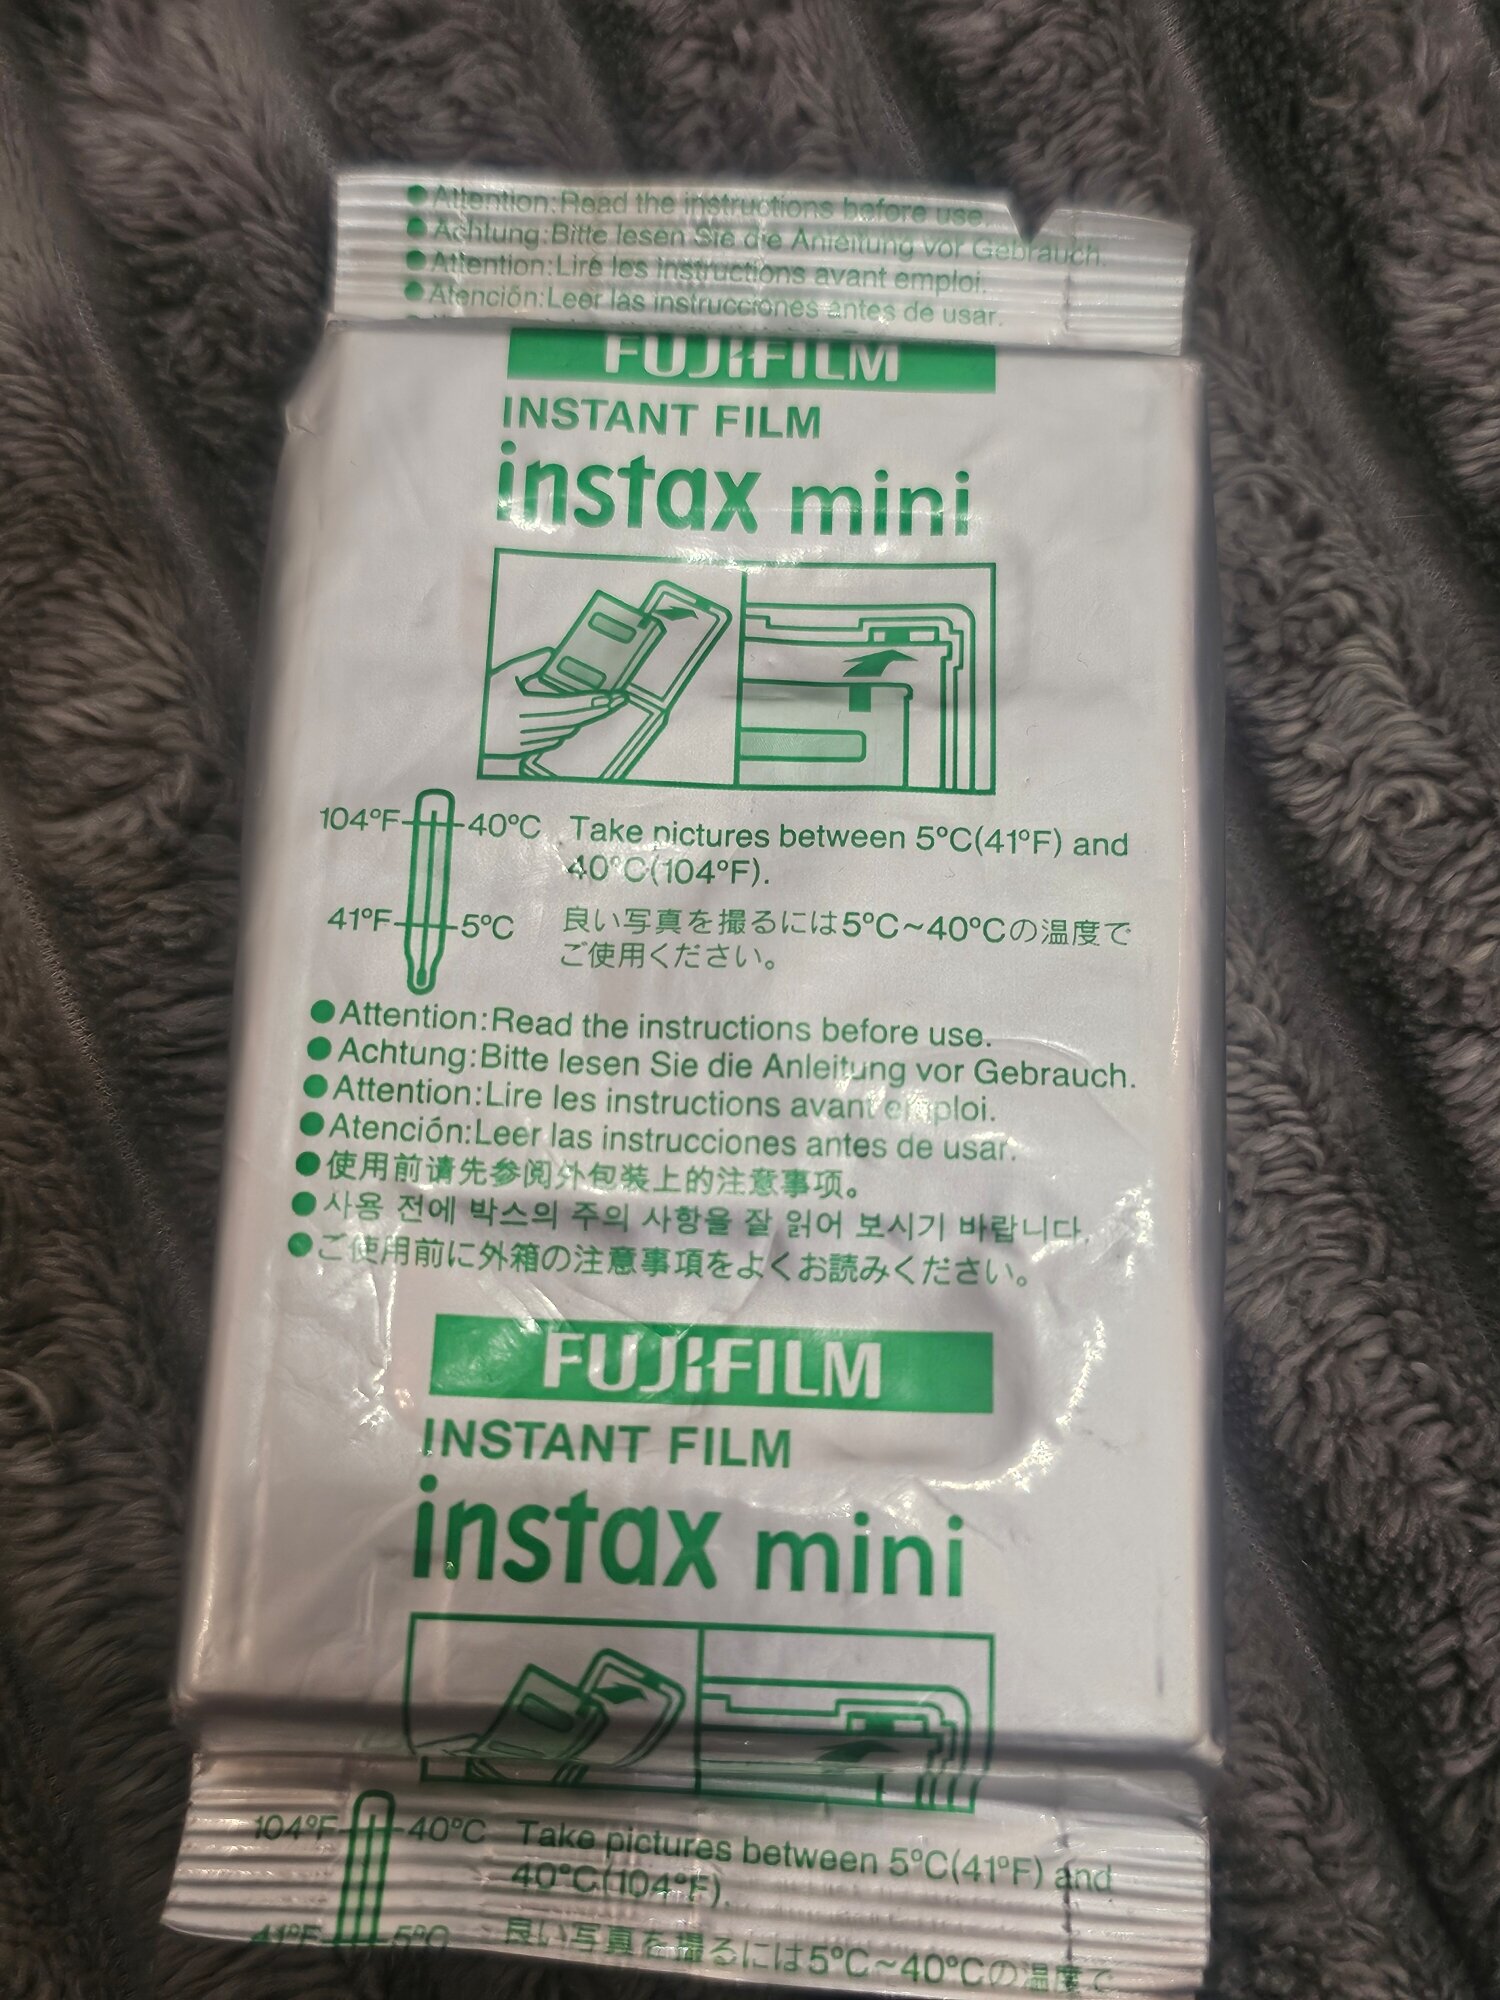 ●Attention:Read the instructions before use.
●Achtung:Bitte lesen Sie die Anleitung vor Gebrauch.
●Attention:Lire les instructions avant emploi.
●Atención:Leer las instrucciones antes de usar.
FUJIFILM
INSTANT FILM
instax mini
104°F 40°C
41°F 5°C
Take pictures between 5°C(41°F) and
40°C(104°F).
良い写真を撮るには5°C~40°Cの温度で
ご使用ください。
●Attention:Read the instructions before use.
●Achtung:Bitte lesen Sie die Anleitung vor Gebrauch.
●Attention:Lire les instructions avant emploi.
●Atención:Leer las instrucciones antes de usar.
●使用前请先参阅外包装上的注意事项。
●사용 전에 박스의 주의 사항을 잘 읽어 보시기 바랍니다.
●ご使用前に外箱の注意事項をよくお読みください。
FUJIFILM
INSTANT FILM
instax mini
104°F 40°C
41°F 5°C
Take pictures between 5°C(41°F) and
40°C(104°F).
良い写真を撮るには5°C~40°Cの温度で